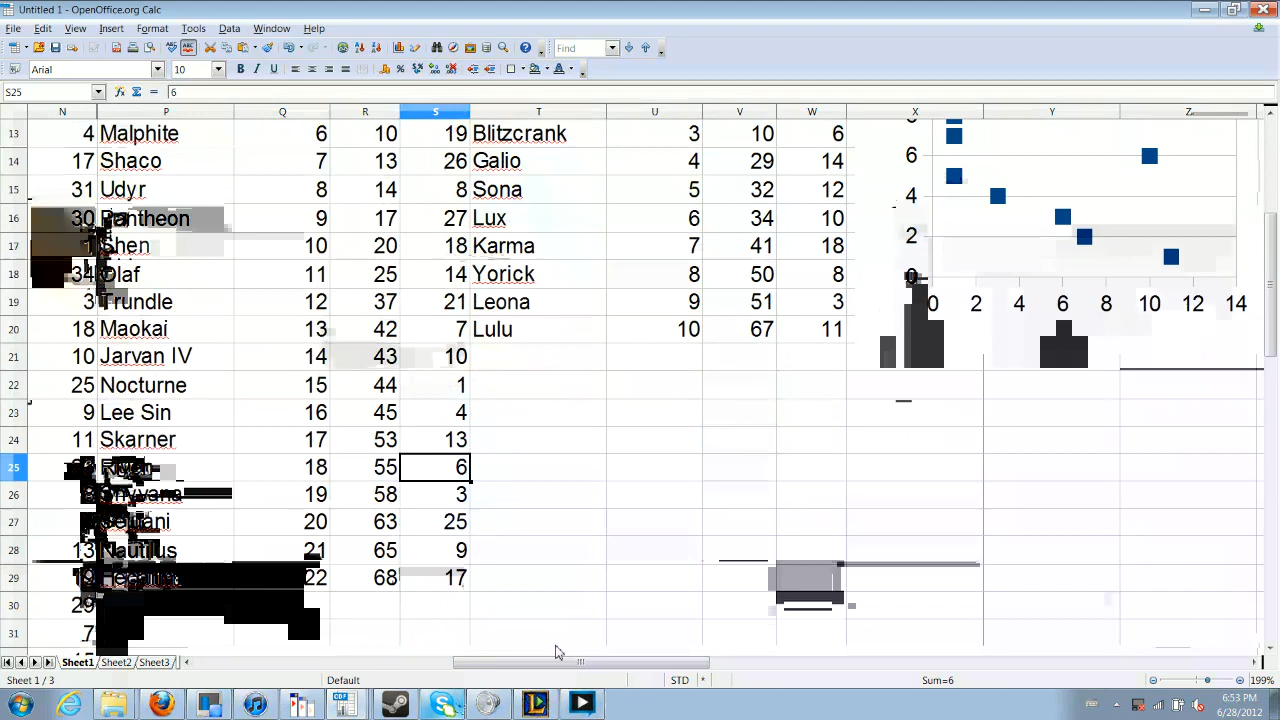 Untitled 1 - OpenOffice.org Calc
File Edit View Insert Format Tools Data Window Help
Find
Arial 10
S25 6
N P Q R S T U V W X Y Z
13 4 Malphite 6 10 19 Blitzcrank 3 10 6
14 17 Shaco 7 13 26 Galio 4 29 14
15 31 Udyr 8 14 8 Sona 5 32 12
16 30 Pantheon 9 17 27 Lux 6 34 10
17 1 Shen 10 20 18 Karma 7 41 18
18 34 Olaf 11 25 14 Yorick 8 50 8
19 3 Trundle 12 37 21 Leona 9 51 3
20 18 Maokai 13 42 7 Lulu 10 67 11
21 10 Jarvan IV 14 43 10
22 25 Nocturne 15 44 1
23 9 Lee Sin 16 45 4
24 11 Skarner 17 53 13
25 18 55 6
26 19 58 3
27 20 63 25
28 13 Nautilus 21 65 9
29 22 68 17
30 29
31 7
6
4
2
0
0 2 4 6 8 10 12 14
Sheet1 Sheet2 Sheet3
Sheet 1 / 3 Default STD * Sum=6 199%
6:53 PM
6/28/2012